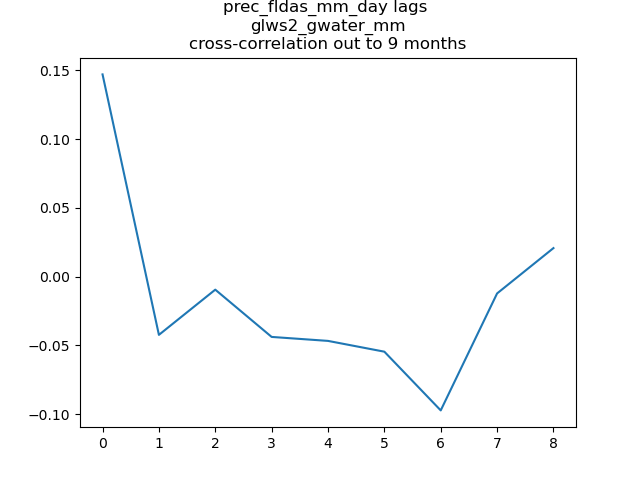 prec_fldas_mm_day lags
glws2_gwater_mm
cross-correlation out to 9 months
0.15
0.10
0.05
0.00
−0.05
−0.10
0 1 2 3 4 5 6 7 8